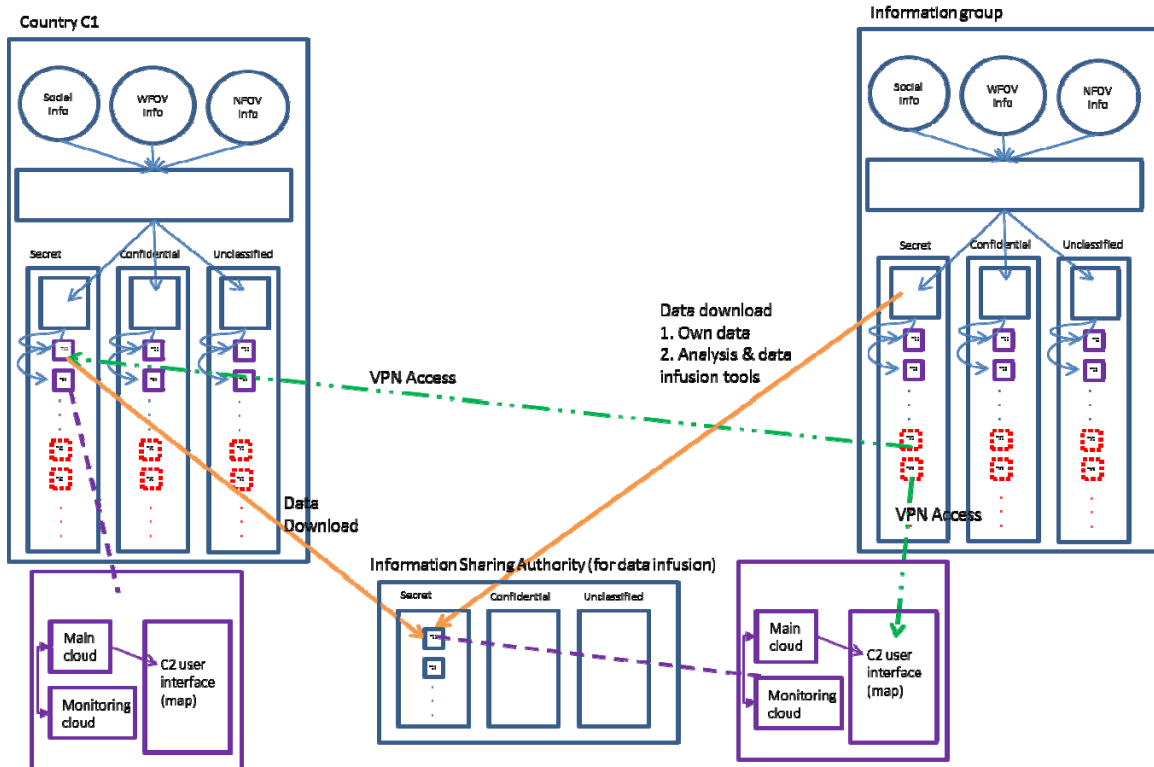 Country C1
Information group
Social
Info
WFOV
Info
NFOV
Info
Social
Info
WFOV
Info
NFOV
Info
Secret
Confidential
Unclassified
Secret
Confidential
Unclassified
Data download
1. Own data
2. Analysis & data
infusion tools
VPN Access
Data
Download
VPN Access
Information Sharing Authority (for data infusion)
Secret
Confidential
Unclassified
Main
cloud
C2 user
interface
(map)
Monitoring
cloud
Main
cloud
C2 user
interface
(map)
Monitoring
cloud